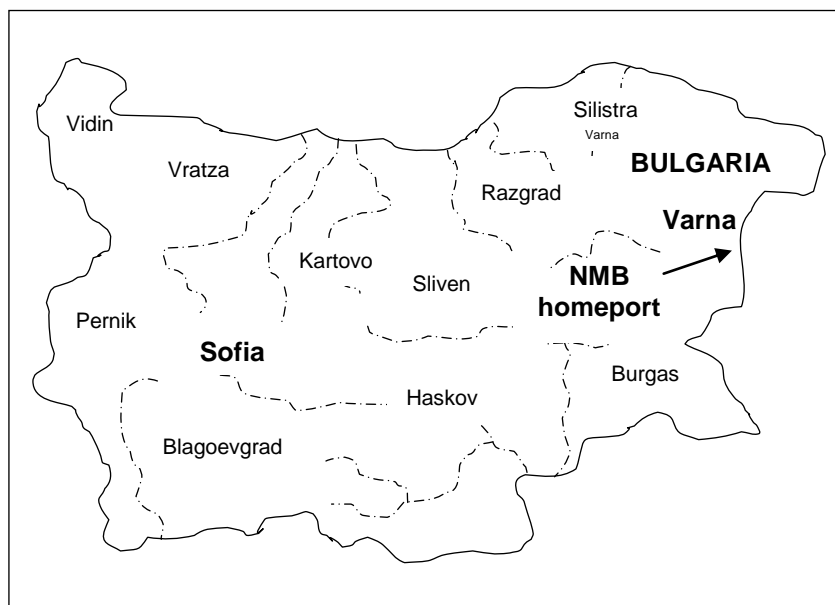 Silistra
Vidin
Varna
BULGARIA
Vratza
Razgrad
Varna
Kartovo
NMB
homeport
Sliven
Pernik
Sofia
Burgas
Haskov
Blagoevgrad